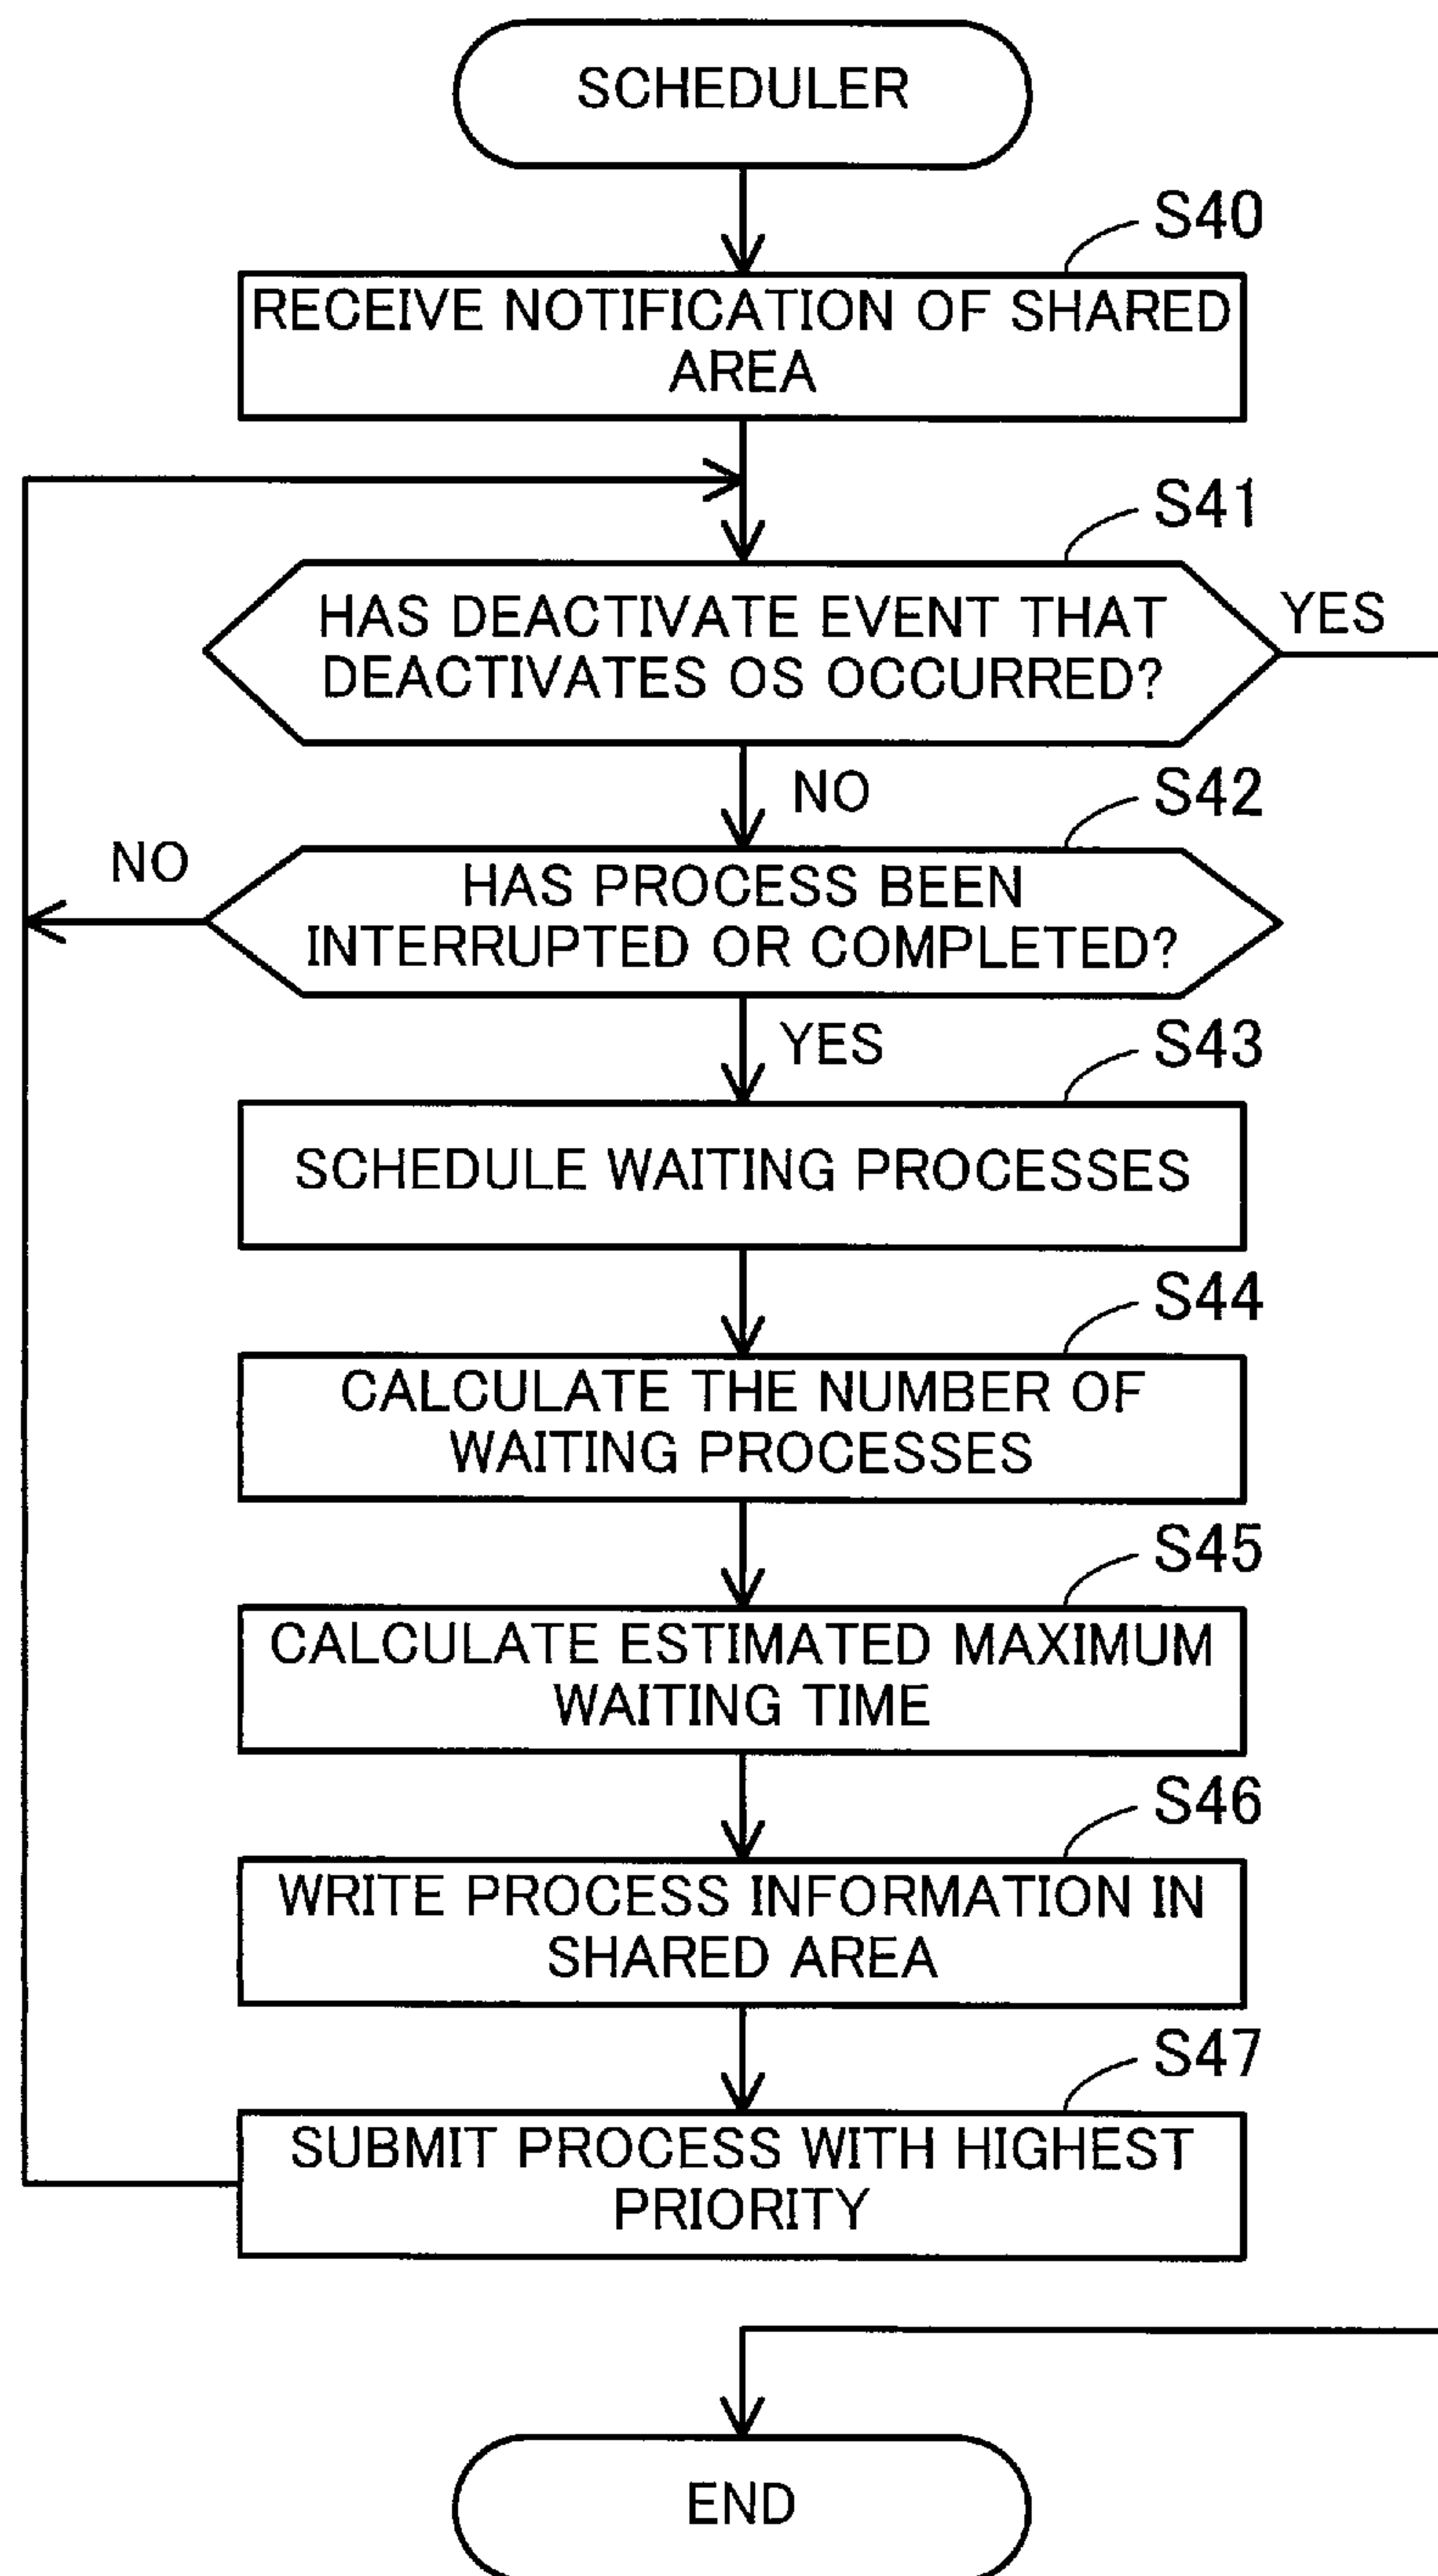 SCHEDULER
S40
RECEIVE NOTIFICATION OF SHARED
AREA
S41
HAS DEACTIVATE EVENT THAT
DEACTIVATES OS OCCURRED?
YES
NO
S42
NO
HAS PROCESS BEEN
INTERRUPTED OR COMPLETED?
YES
S43
SCHEDULE WAITING PROCESSES
S44
CALCULATE THE NUMBER OF
WAITING PROCESSES
S45
CALCULATE ESTIMATED MAXIMUM
WAITING TIME
S46
WRITE PROCESS INFORMATION IN
SHARED AREA
S47
SUBMIT PROCESS WITH HIGHEST
PRIORITY
END